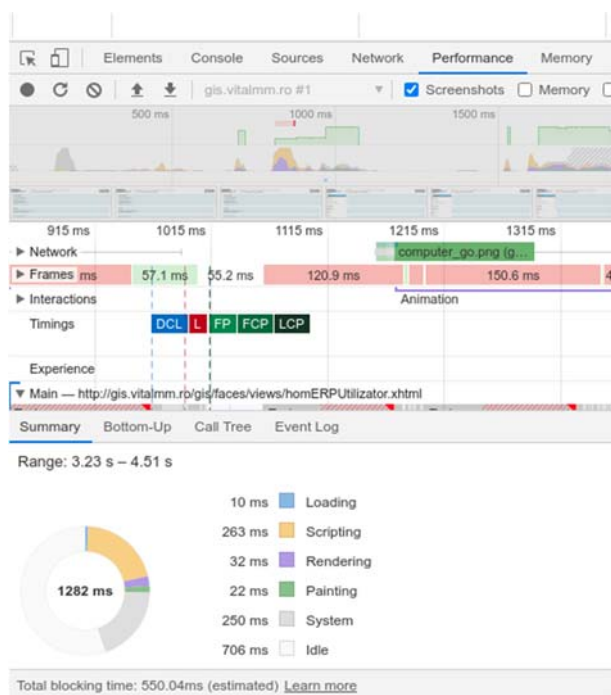 Elements Console Sources Network Performance Memory
gis.vitalmm.ro #1 Screenshots Memory
500 ms 1000 ms 1500 ms
915 ms 1015 ms 1115 ms 1215 ms 1315 ms
Network computer_go.png (g...
Frames ms 57.1 ms 55.2 ms 120.9 ms 150.6 ms 4
Interactions Animation
Timings DCL L FP FCP LCP
Experience
Main — http://gis.vitalmm.ro/gis/faces/views/homERPUtilizator.xhtml
Summary Bottom-Up Call Tree Event Log
Range: 3.23 s – 4.51 s
10 ms Loading
263 ms Scripting
32 ms Rendering
1282 ms
22 ms Painting
250 ms System
706 ms Idle
Total blocking time: 550.04ms (estimated) Learn more